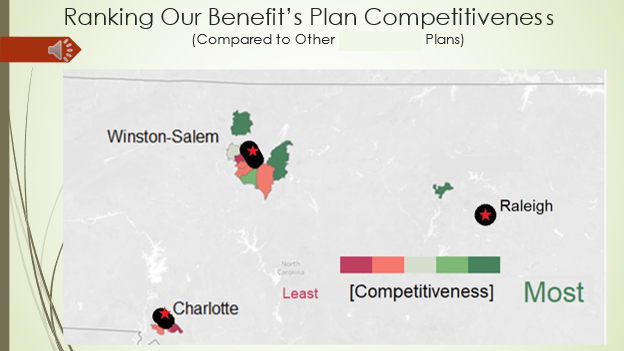 Ranking Our Benefit's Plan Competitiveness
(Compared to Other Plans)
Winston-Salem
Raleigh
North
Carolina
Least
[Competitiveness]
Most
Charlotte